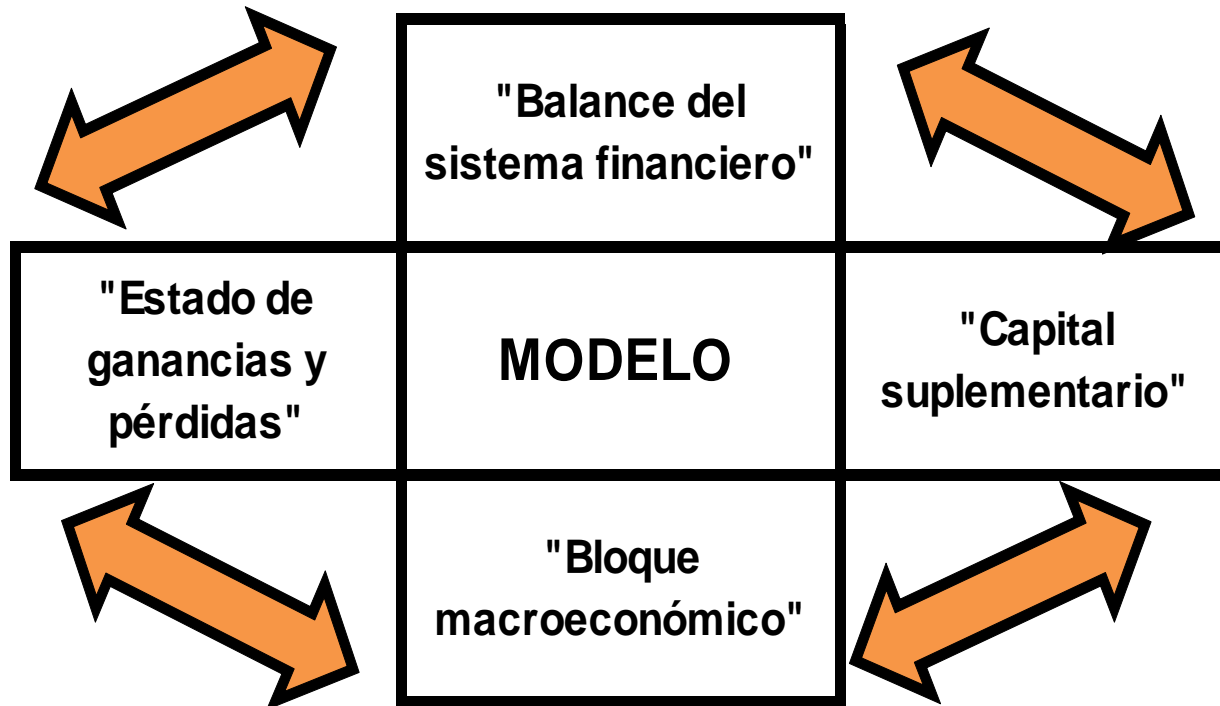 "Balance del
sistema financiero"
"Estado de
ganancias y
pérdidas"
MODELO
"Capital
suplementario"
"Bloque
macroeconómico"